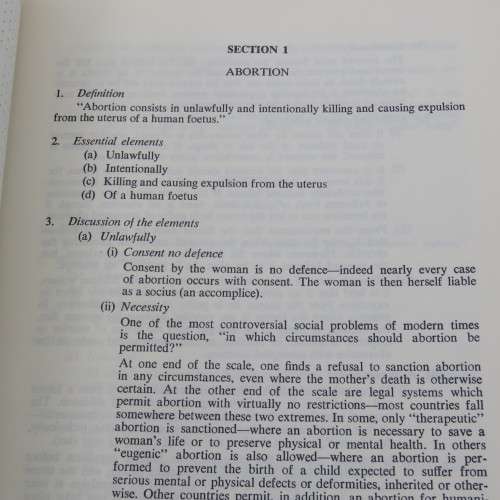 SECTION 1
ABORTION
1. Definition
“Abortion consists in unlawfully and intentionally killing and causing expulsion
from the uterus of a human foetus.”
2. Essential elements
(a) Unlawfully
(b) Intentionally
(c) Killing and causing expulsion from the uterus
(d) Of a human foetus
3. Discussion of the elements
(a) Unlawfully
(i) Consent no defence
Consent by the woman is no defence—indeed nearly every case
of abortion occurs with consent. The woman is then herself liable
as a socius (an accomplice).
(ii) Necessity
One of the most controversial social problems of modern times
is the question, “in which circumstances should abortion be
permitted?”
At one end of the scale, one finds a refusal to sanction abortion
in any circumstances, even where the mother's death is otherwise
certain. At the other end of the scale are legal systems which
permit abortion with virtually no restrictions—most countries fall
somewhere between these two extremes. In some, only “therapeutic”
abortion is sanctioned—where an abortion is necessary to save a
woman's life or to preserve physical or mental health. In others
“eugenic” abortion is also allowed—where an abortion is per-
formed to prevent the birth of a child expected to suffer from
serious mental or physical defects or deformities, inherited or other-
wise. Other countries permit, in addition, an abortion for humani-